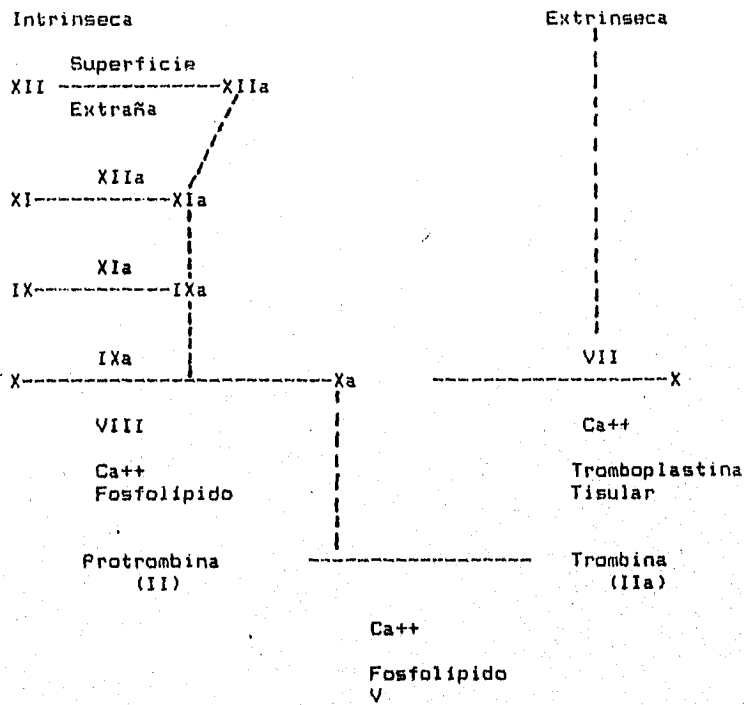 Intrinseca Extrinseca
Superficie
XII XIIa
Extraña
XIIa
XI XIa
XIa
IX IXa
IXa VII
X Xa X
VIII Ca++
Ca++ Tromboplastina
Fosfolípido Tisular
Protrombina Trombina
(II) (IIa)
Ca++
Fosfolípido
V